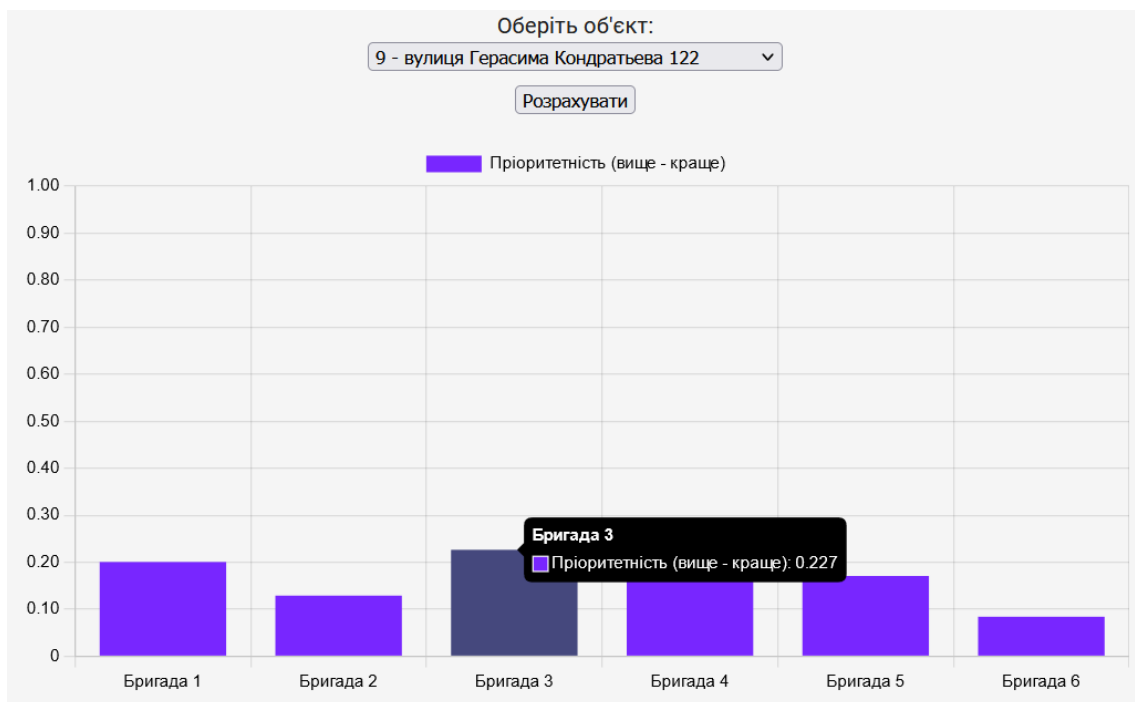 Оберіть об'єкт:
9 - вулиця Герасима Кондратьева 122
Розрахувати
Пріоритетність (вище - краще)
1.00
0.90
0.80
0.70
0.60
0.50
0.40
0.30
0.20
0.10
0
Бригада 3
Пріоритетність (вище - краще): 0.227
Бригада 1 Бригада 2 Бригада 3 Бригада 4 Бригада 5 Бригада 6